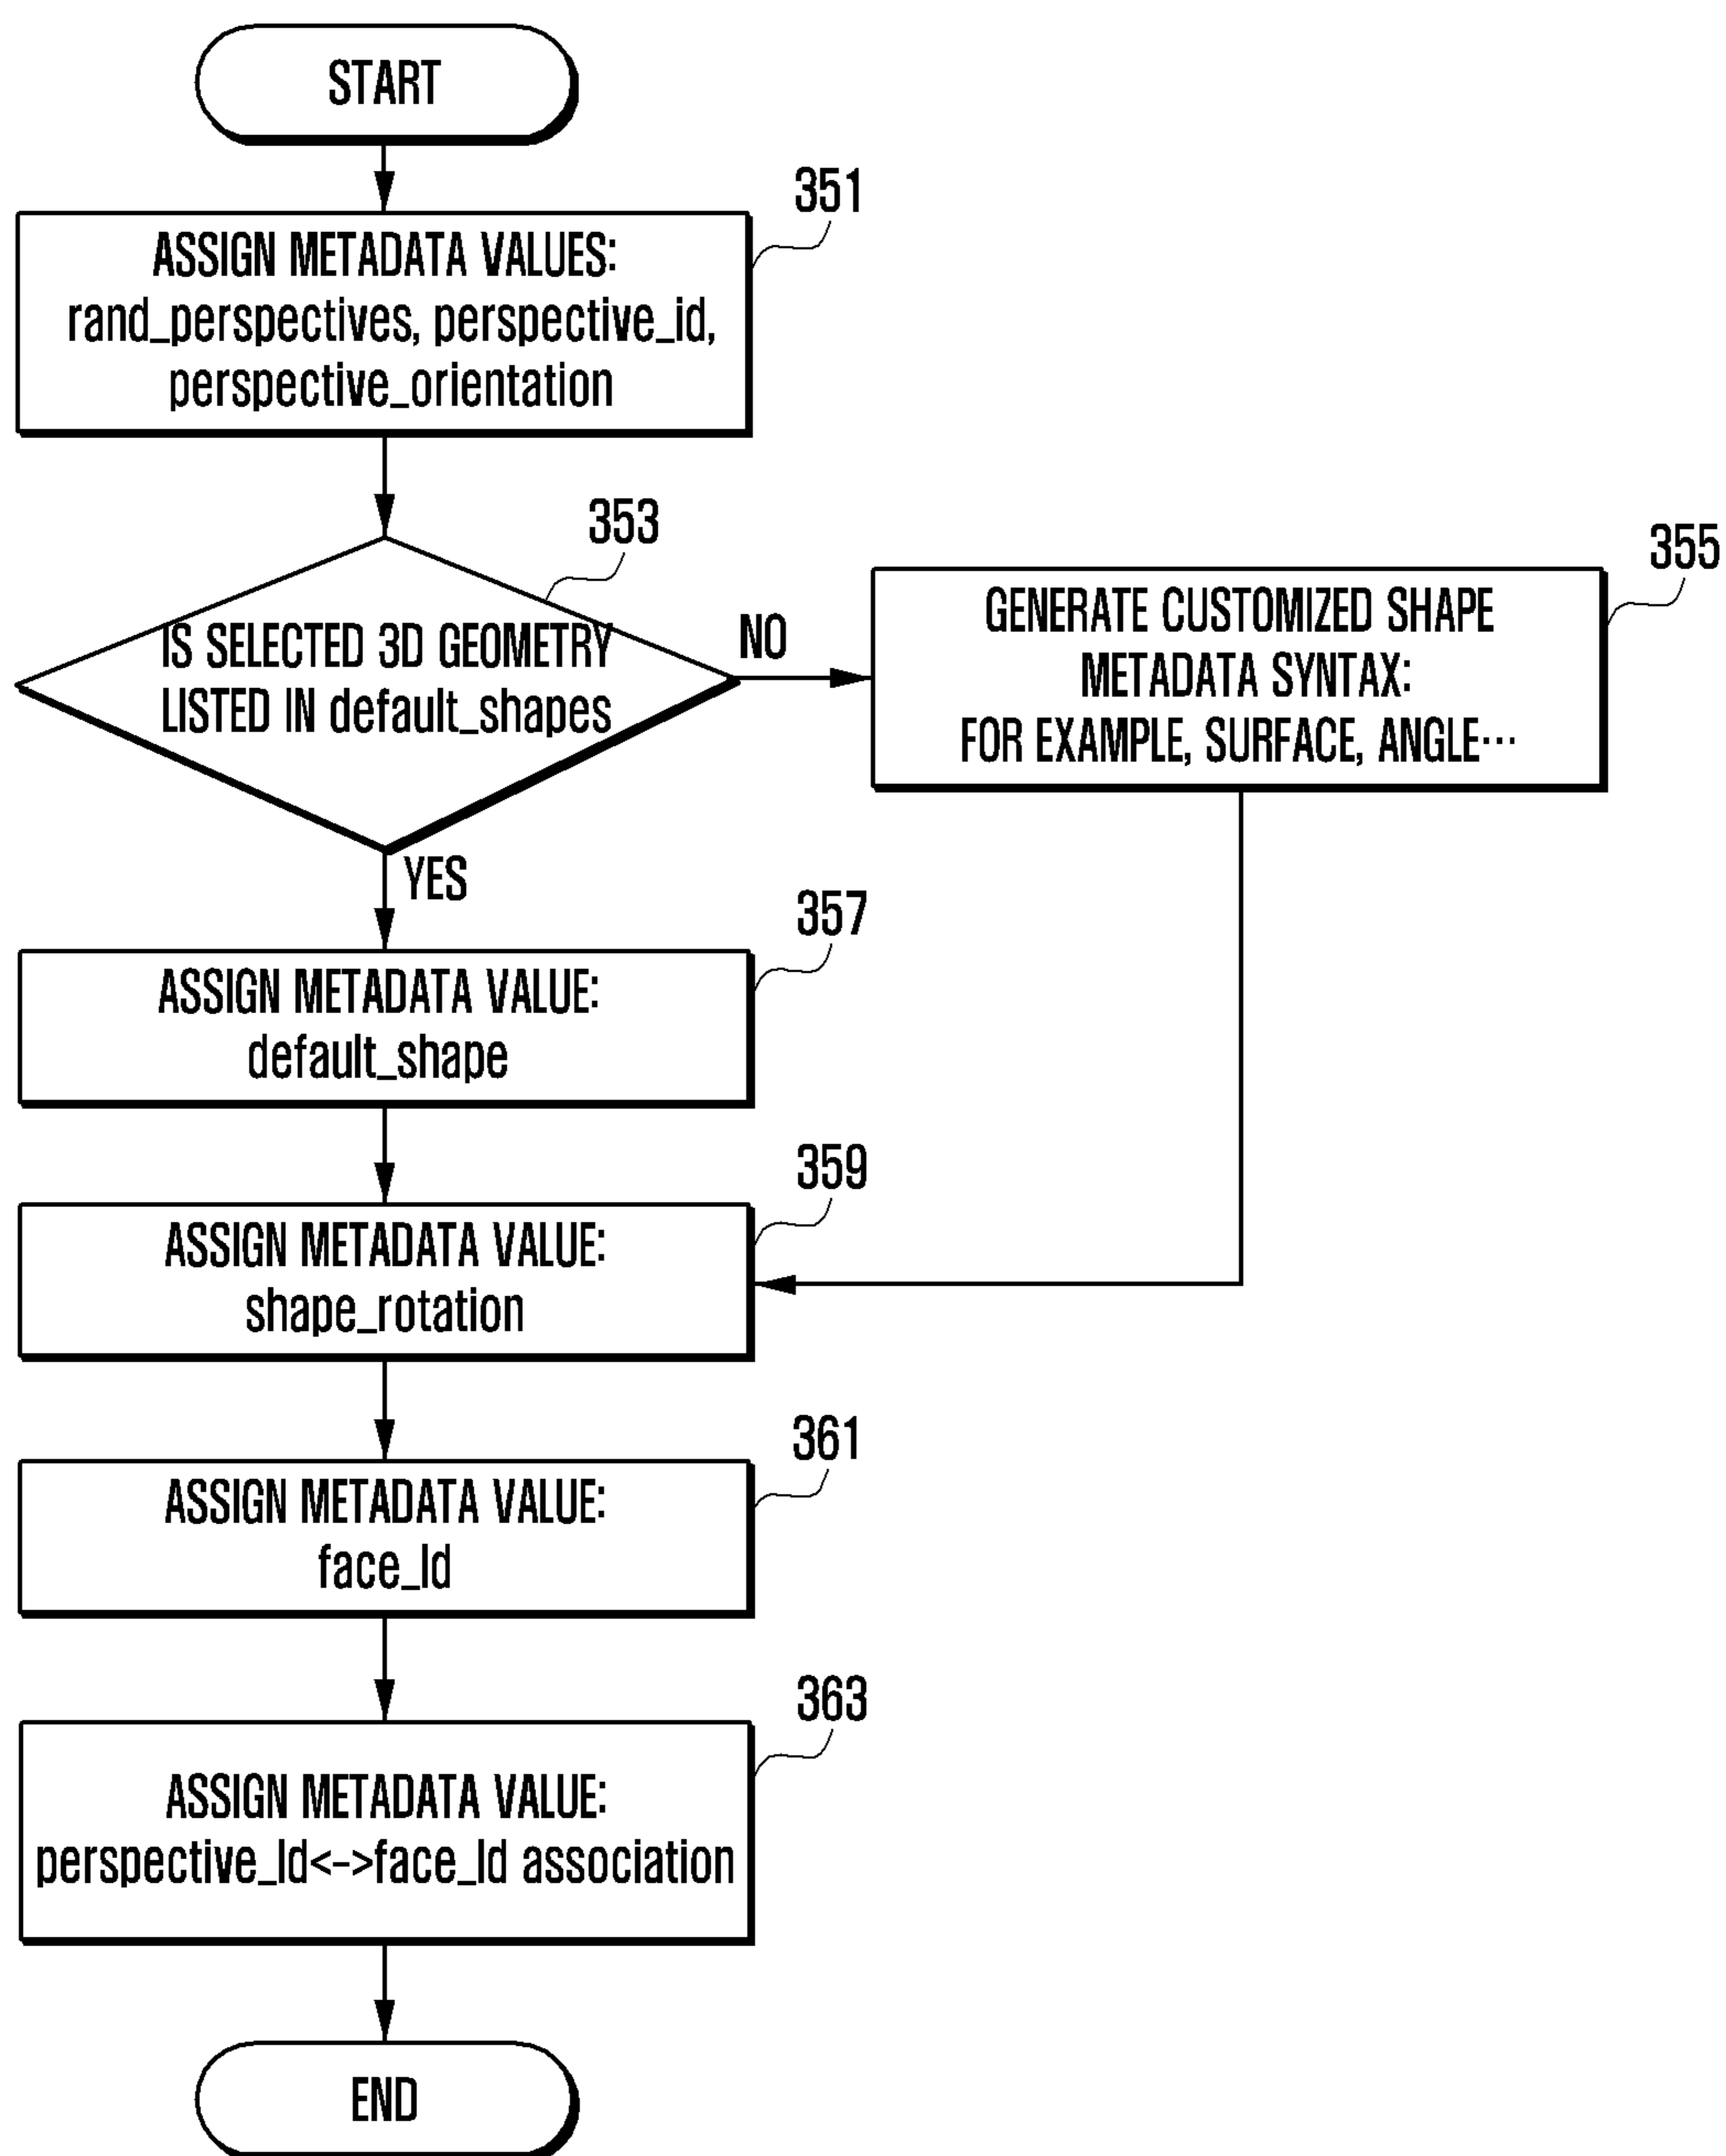 START
351
ASSIGN METADATA VALUES:
rand_perspectives, perspective_id,
perspective_orientation
353
IS SELECTED 3D GEOMETRY
LISTED IN default_shapes
NO
355
GENERATE CUSTOMIZED SHAPE
METADATA SYNTAX:
FOR EXAMPLE, SURFACE, ANGLE···
YES
357
ASSIGN METADATA VALUE:
default_shape
359
ASSIGN METADATA VALUE:
shape_rotation
361
ASSIGN METADATA VALUE:
face_Id
363
ASSIGN METADATA VALUE:
perspective_Id<->face_Id association
END